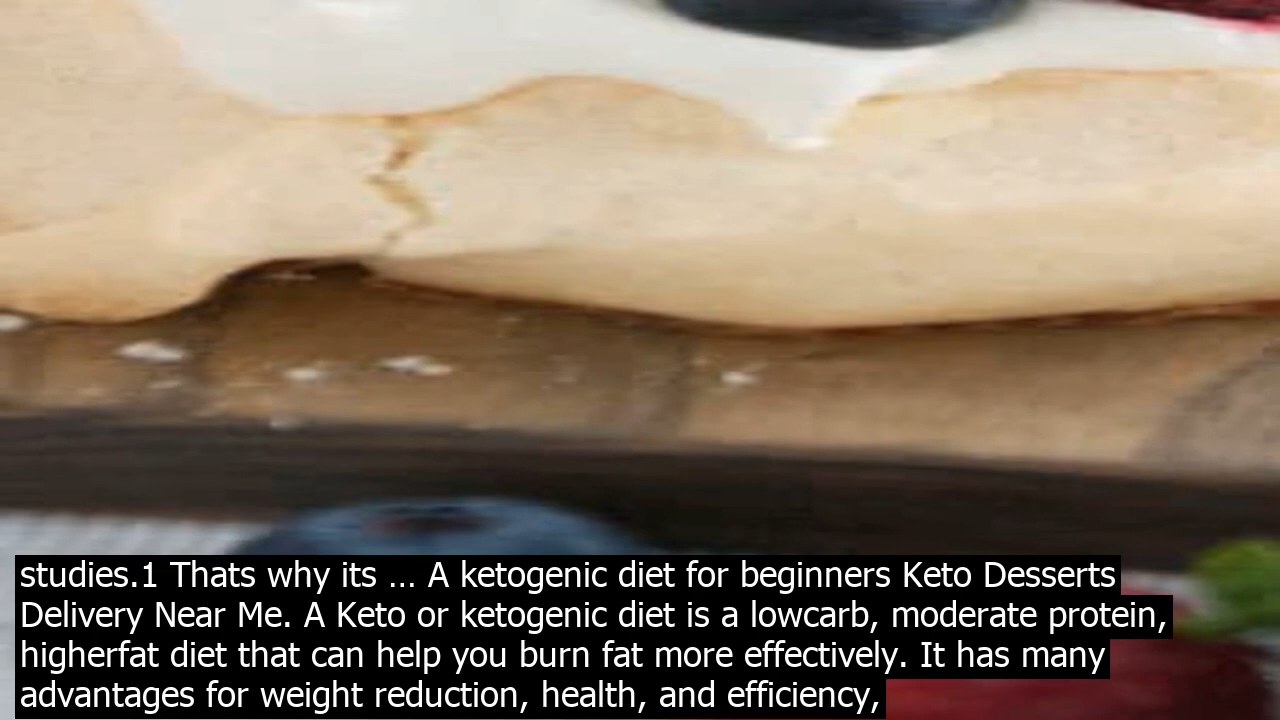 studies.1 Thats why its ... A ketogenic diet for beginners Keto Desserts
Delivery Near Me. A Keto or ketogenic diet is a lowcarb, moderate protein,
higherfat diet that can help you burn fat more effectively. It has many
advantages for weight reduction, health, and efficiency,